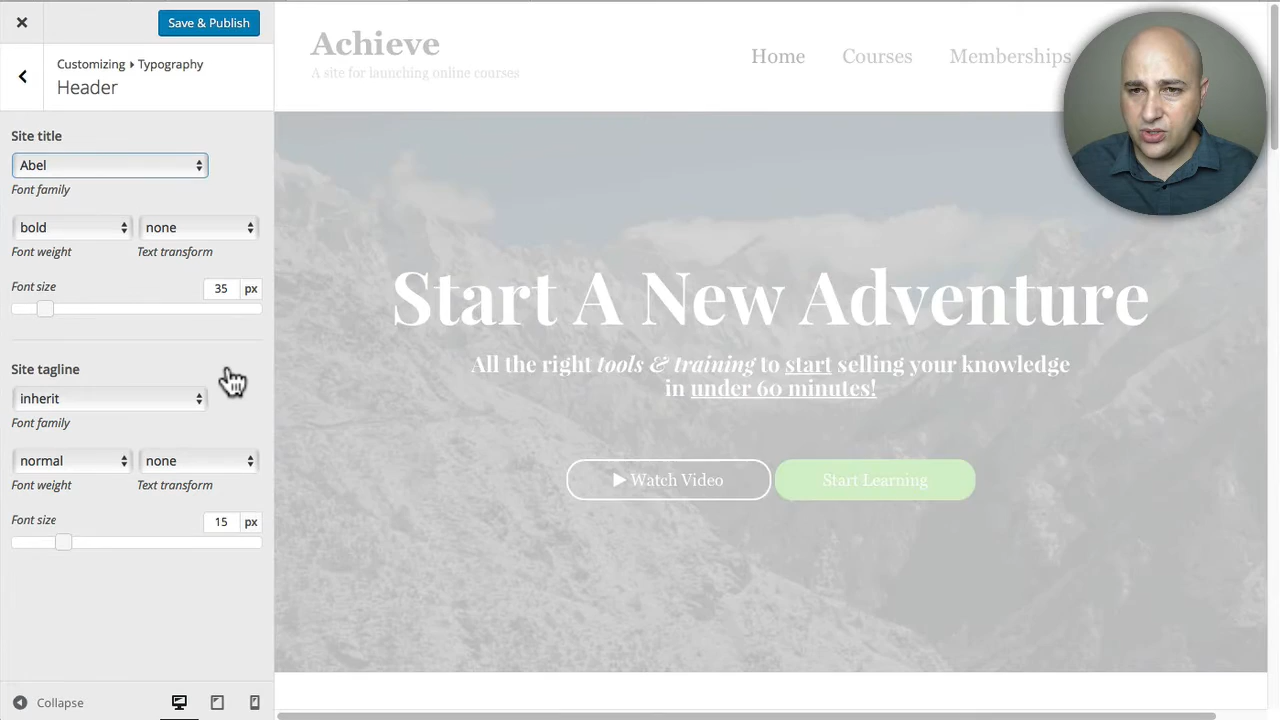 Save & Publish
Customizing ▸ Typography
Header
Site title
Abel
Font family
bold
none
Font weight
Text transform
Font size
35
px
Site tagline
inherit
Font family
normal
none
Font weight
Text transform
Font size
15
px
Collapse
Achieve
A site for launching online courses
Home
Courses
Memberships
Start A New Adventure
All the right tools & training to start selling your knowledge
in under 60 minutes!
Watch Video
Start Learning